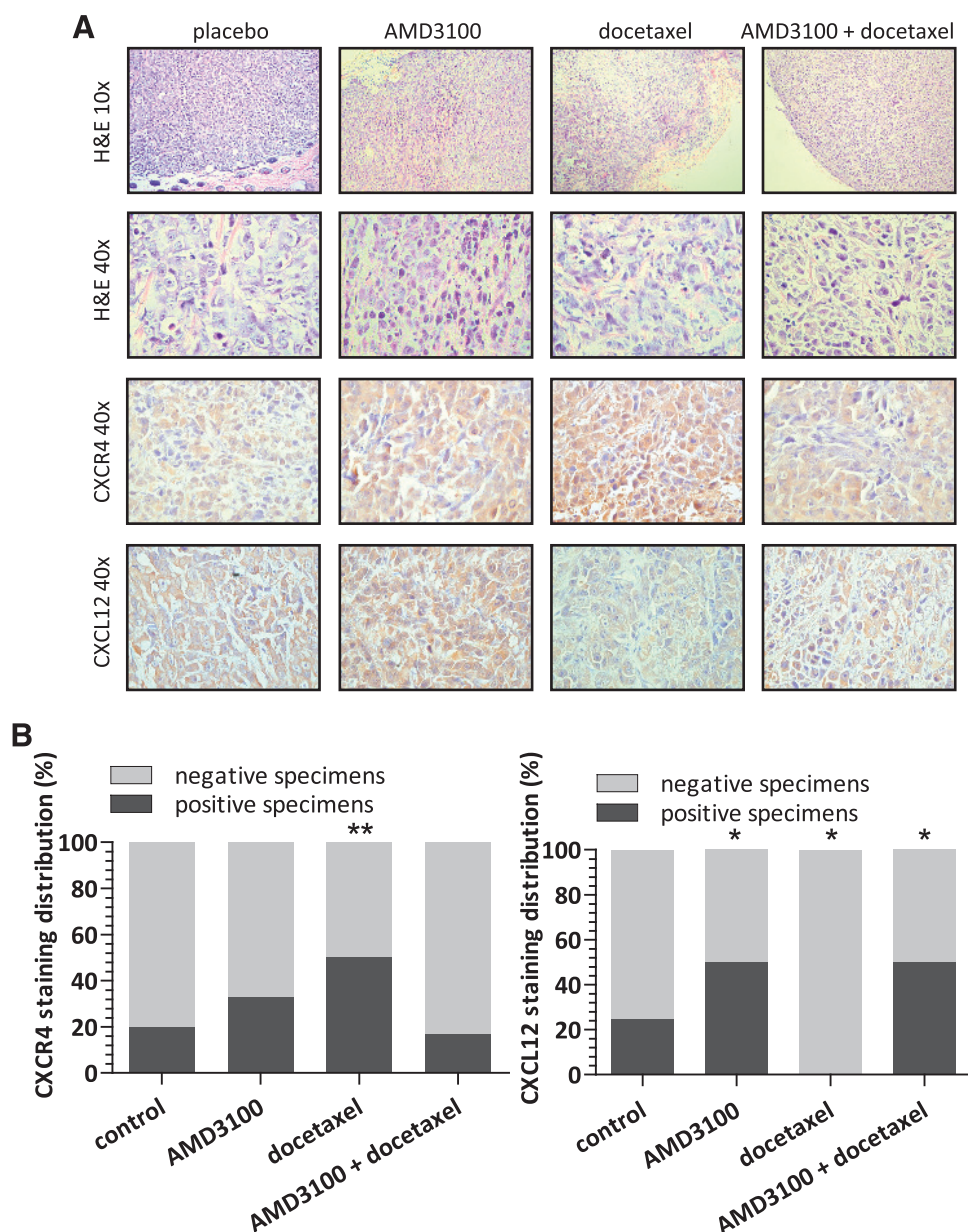 A
placebo
AMD3100
docetaxel
AMD3100 + docetaxel
H&E 10x
H&E 40x
CXCR4 40x
CXCL12 40x
B
negative specimens
positive specimens
CXCR4 staining distribution (%)
**
100
80
60
40
20
0
control
AMD3100
docetaxel
AMD3100 + docetaxel
negative specimens
positive specimens
CXCL12 staining distribution (%)
* * *
100
80
60
40
20
0
control
AMD3100
docetaxel
AMD3100 + docetaxel